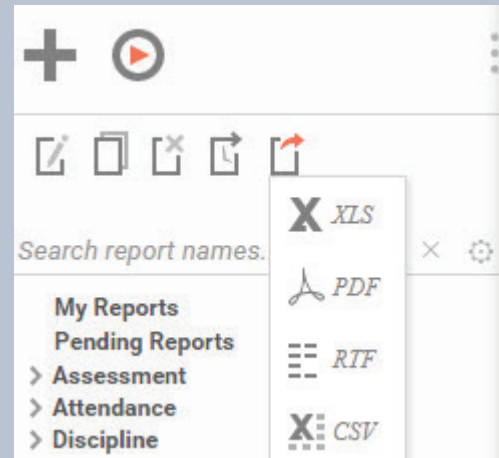 XLS
Search report names.
PDF
My Reports
Pending Reports
RTF
Assessment
Attendance
CSV
Discipline